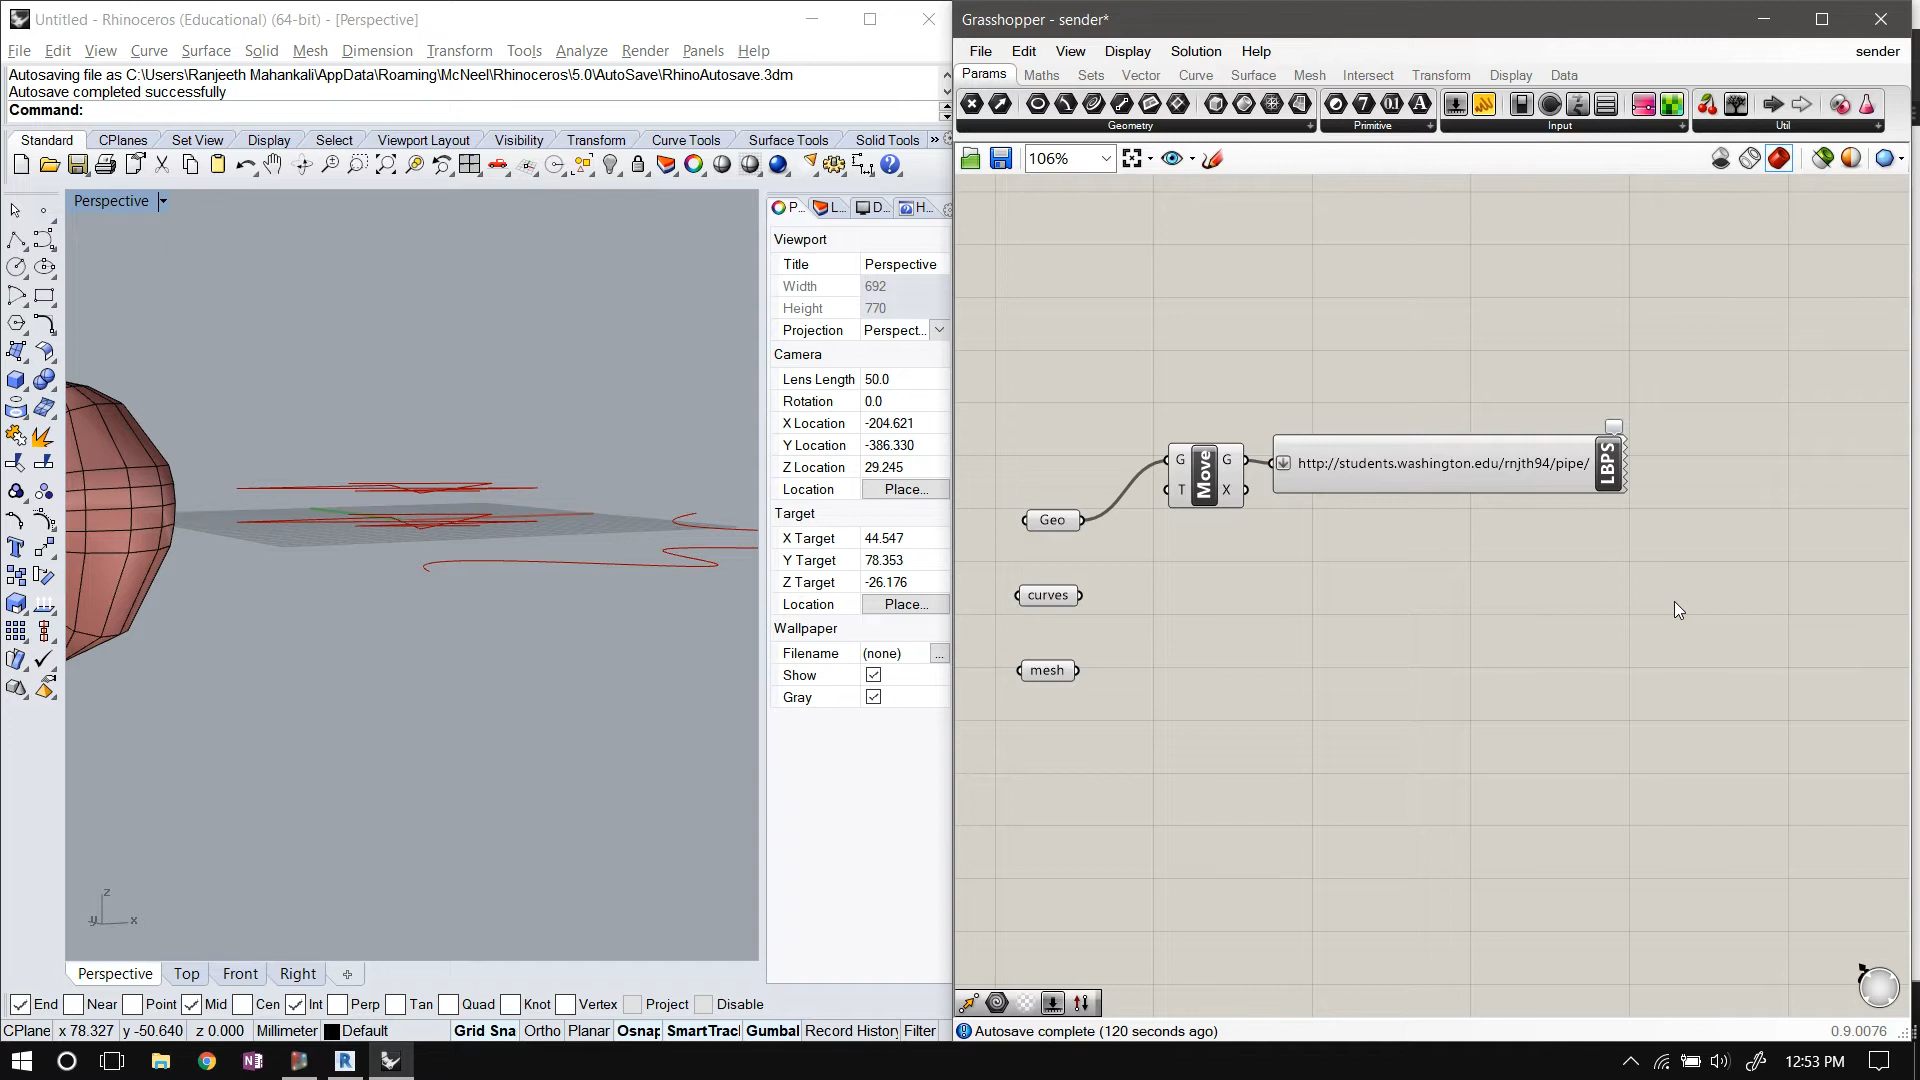 Untitled - Rhinoceros (Educational) (64-bit) - [Perspective]
File Edit View Curve Surface Solid Mesh Dimension Transform Tools Analyze Render Panels Help
Autosaving file as C:\Users\Ranjeeth Mahankali\AppData\Roaming\McNeel\Rhinoceros\5.0\AutoSave\RhinoAutosave.3dm
Autosave completed successfully
Command:
Standard CPlanes Set View Display Select Viewport Layout Visibility Transform Curve Tools Surface Tools Solid Tools »
Perspective
P... L... D... H...
Viewport
Title Perspective
Width 692
Height 770
Projection Perspect...
Camera
Lens Length 50.0
Rotation 0.0
X Location -204.621
Y Location -386.330
Z Location 29.245
Location Place...
Target
X Target 44.547
Y Target 78.353
Z Target -26.176
Location Place...
Wallpaper
Filename (none) ...
Show
Gray
z
y x
Perspective Top Front Right
End Near Point Mid Cen Int Perp Tan Quad Knot Vertex Project Disable
CPlane x 78.327 y -50.640 z 0.000 Millimeter Default Grid Sna Ortho Planar Osnap SmartTrac Gumbal Record History Filter
Grasshopper - sender*
File Edit View Display Solution Help sender
Params Maths Sets Vector Curve Surface Mesh Intersect Transform Display Data
Geometry Primitive Input Util
106%
G Move G
T X
http://students.washington.edu/rnjth94/pipe/ LBPS
Geo
curves
mesh
Autosave complete (120 seconds ago) 0.9.0076
12:53 PM